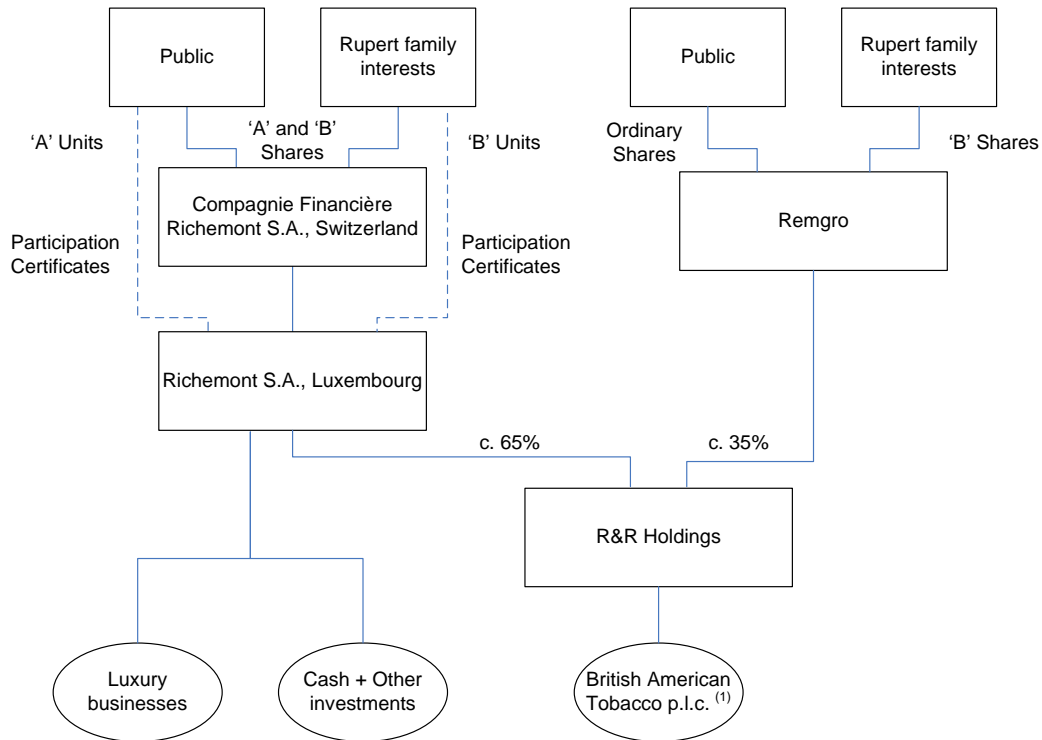 Public
Rupert family
interests
Public
Rupert family
interests
‘A’ Units
‘A’ and ‘B’
Shares
‘B’ Units
Ordinary
Shares
‘B’ Shares
Compagnie Financière
Richemont S.A., Switzerland
Remgro
Participation
Certificates
Participation
Certificates
Richemont S.A., Luxembourg
c. 65%
c. 35%
R&R Holdings
Luxury
businesses
Cash + Other
investments
British American
Tobacco p.l.c. (1)